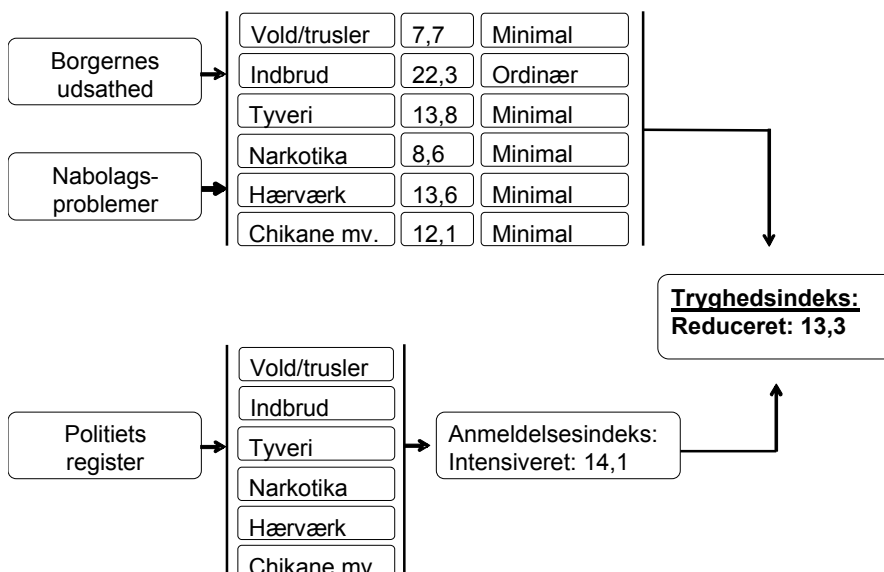 Borgernes
udsathed
Nabolags-
problemer
Vold/trusler 7,7 Minimal
Indbrud 22,3 Ordinær
Tyveri 13,8 Minimal
Narkotika 8,6 Minimal
Hærværk 13,6 Minimal
Chikane mv. 12,1 Minimal
Tryghedsindeks:
Reduceret: 13,3
Politiets
register
Vold/trusler
Indbrud
Tyveri
Narkotika
Hærværk
Chikane mv
Anmeldelsesindeks:
Intensiveret: 14,1